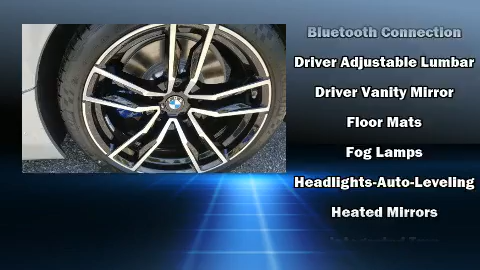 Bluetooth Connection
Driver Adjustable Lumbar
Driver Vanity Mirror
Floor Mats
Fog Lamps
Headlights-Auto-Leveling
Heated Mirrors